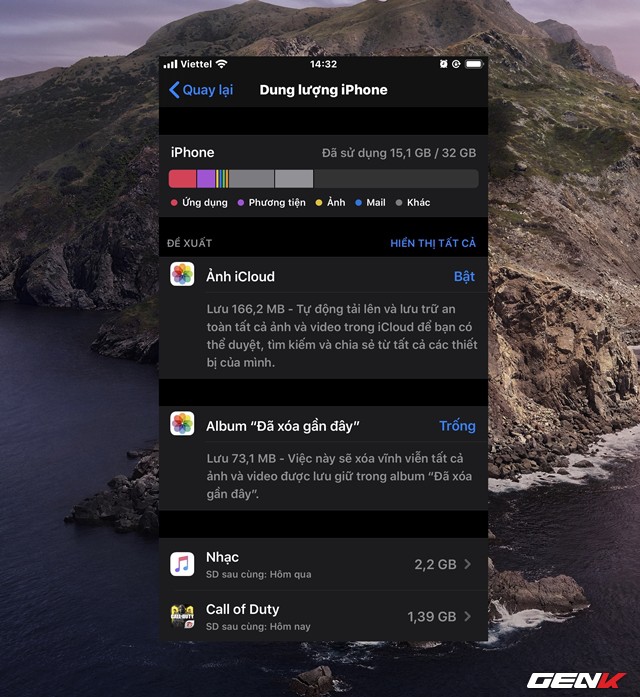 Viettel 14:32
Quay lại Dung lượng iPhone
iPhone Đã sử dụng 15,1 GB / 32 GB
Ứng dụng Phương tiện Ảnh Mail Khác
ĐỀ XUẤT HIỂN THỊ TẤT CẢ
Ảnh iCloud Bật
Lưu 166,2 MB - Tự động tải lên và lưu trữ an
toàn tất cả ảnh và video trong iCloud để bạn có
thể duyệt, tìm kiếm và chia sẻ từ tất cả các thiết
bị của mình.
Album “Đã xóa gần đây” Trống
Lưu 73,1 MB - Việc này sẽ xóa vĩnh viễn tất cả
ảnh và video được lưu giữ trong album “Đã xóa
gần đây”.
Nhạc 2,2 GB
SD sau cùng: Hôm qua
Call of Duty 1,39 GB
SD sau cùng: Hôm nay
CALL OF DUTY
GENK